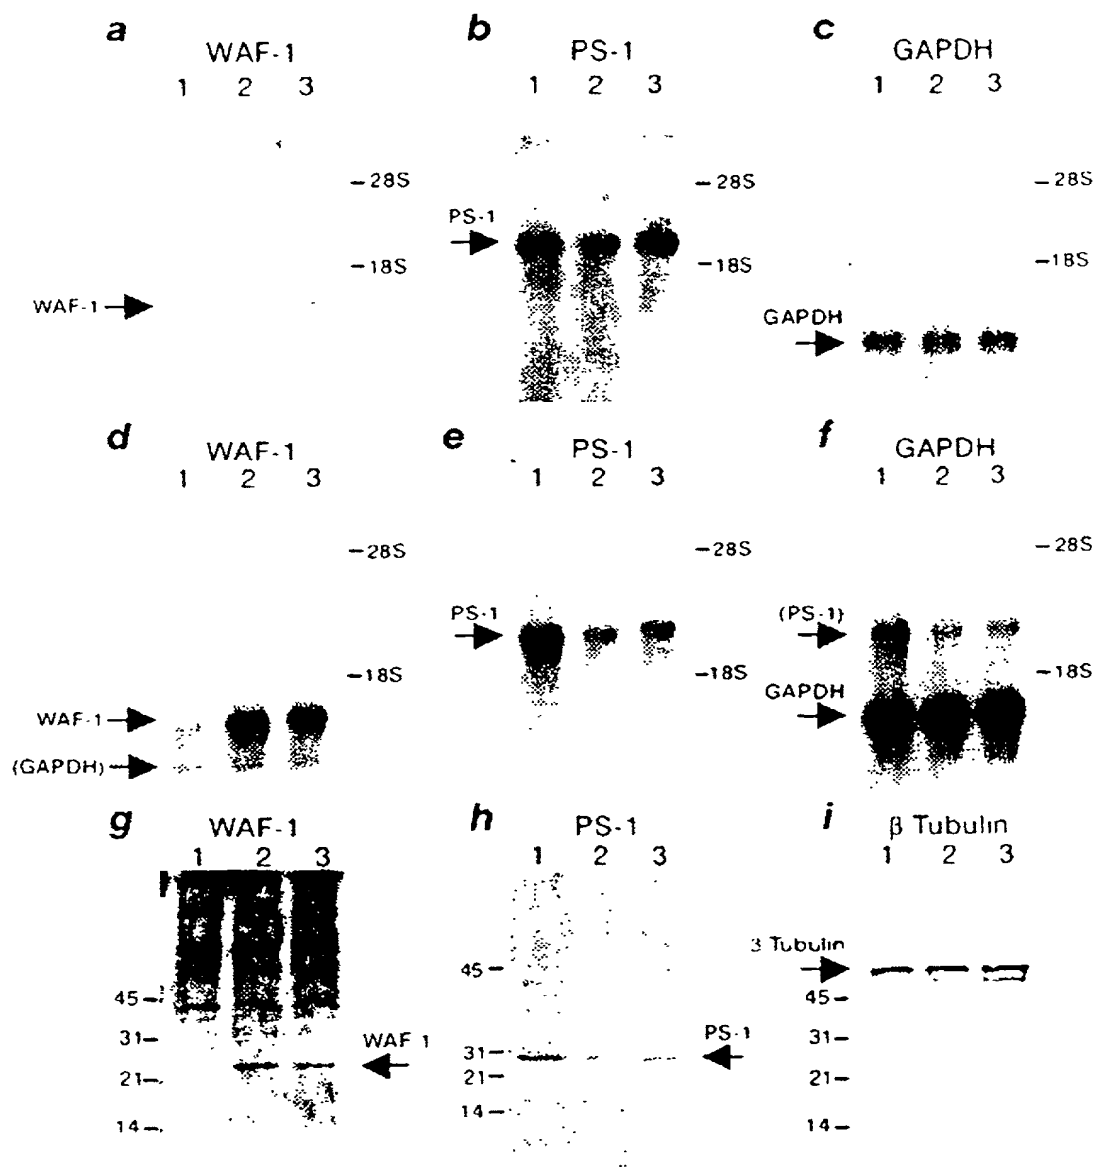 a
WAF-1
1 2 3
-28S
-18S
WAF-1
b
PS-1
1 2 3
-28S
PS-1
-18S
c
GAPDH
1 2 3
-28S
-18S
GAPDH
d
WAF-1
1 2 3
-28S
-18S
WAF-1
(GAPDH)
e
PS-1
1 2 3
-28S
PS-1
-18S
f
GAPDH
1 2 3
-28S
(PS-1)
-18S
GAPDH
g
WAF-1
1 2 3
45-
31-
WAF 1
21-
14-
h
PS-1
1 2 3
45-
31-
PS-1
21-
14-
i
β Tubulin
1 2 3
3 Tubulin
45-
31-
21-
14-